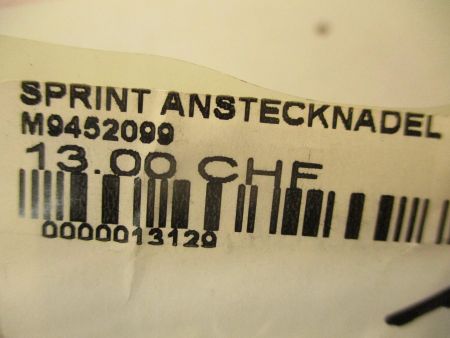 SPRINT ANSTECKNADEL
M9452099
13.00 CHF
0000013129